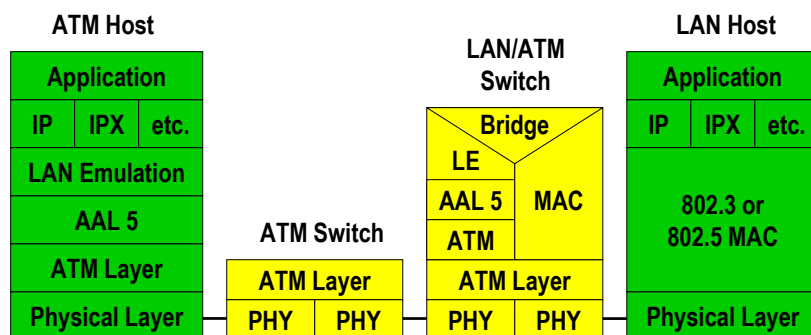 ATM Host
Application
IP IPX etc.
LAN Emulation
AAL 5
ATM Layer
Physical Layer
ATM Switch
ATM Layer
PHY PHY
LAN/ATM
Switch
Bridge
LE
AAL 5
ATM
MAC
ATM Layer
PHY PHY
LAN Host
Application
IP IPX etc.
802.3 or
802.5 MAC
Physical Layer